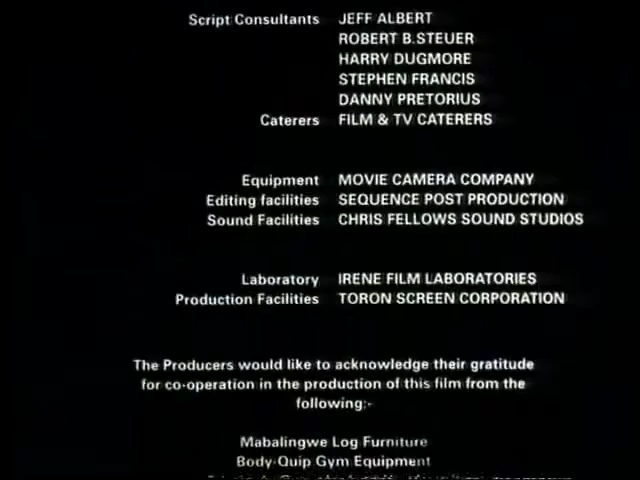 Script Consultants JEFF ALBERT
ROBERT B.STEUER
HARRY DUGMORE
STEPHEN FRANCIS
DANNY PRETORIUS
Caterers FILM & TV CATERERS
Equipment MOVIE CAMERA COMPANY
Editing facilities SEQUENCE POST PRODUCTION
Sound Facilities CHRIS FELLOWS SOUND STUDIOS
Laboratory IRENE FILM LABORATORIES
Production Facilities TORON SCREEN CORPORATION
The Producers would like to acknowledge their gratitude
for co-operation in the production of this film from the
following:-
Mabalingwe Log Furniture
Body-Quip Gym Equipment